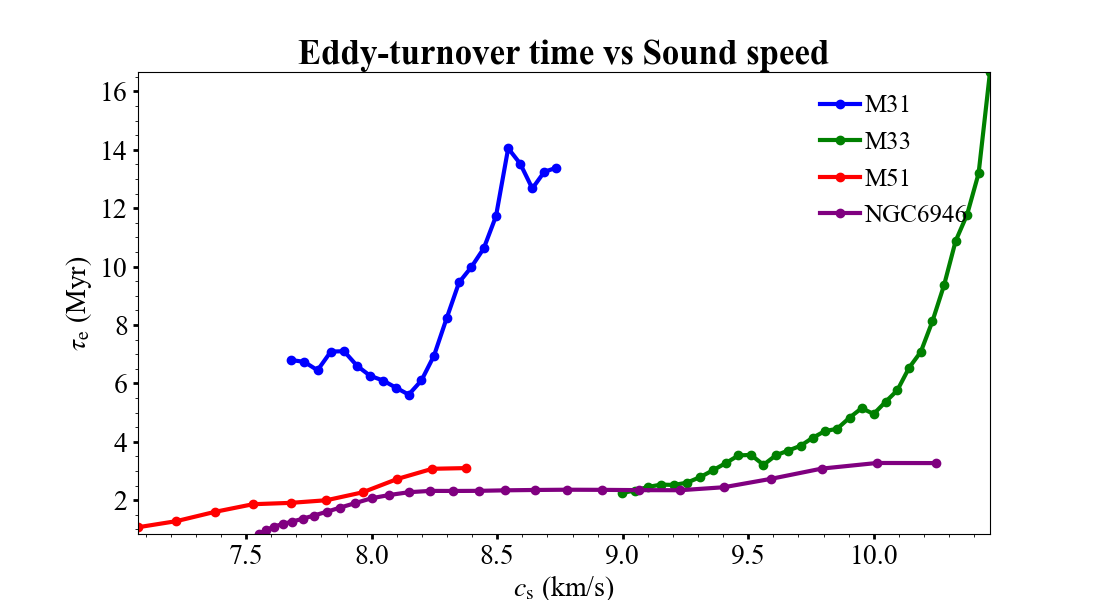 Eddy-turnover time vs Sound speed
16
14
12
10
8
6
4
2
τe (Myr)
M31
M33
M51
NGC6946
7.5 8.0 8.5 9.0 9.5 10.0
cs (km/s)